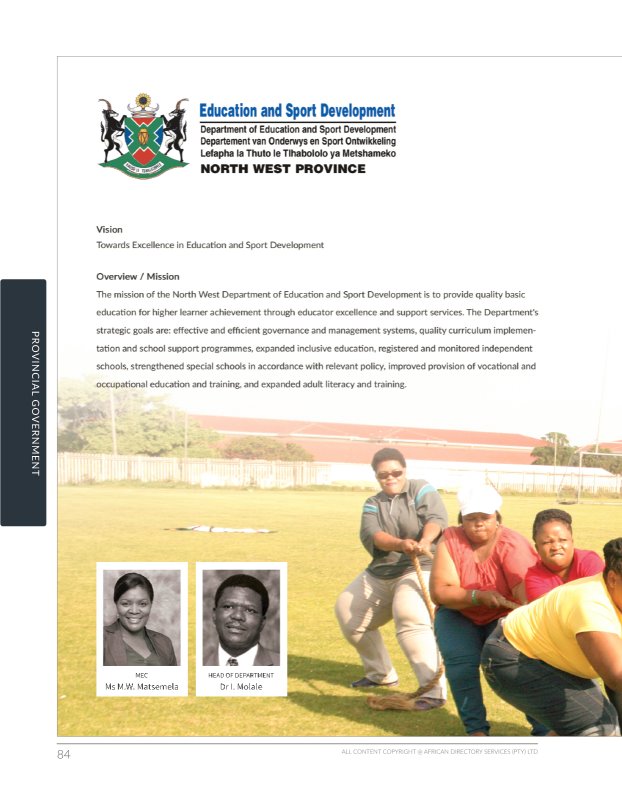 Education and Sport Development
Department of Education and Sport Development
Departement van Onderwys en Sport Ontwikkeling
Lefapha la Thuto le Tlhabololo ya Metshameko
NORTH WEST PROVINCE
Vision
Towards Excellence in Education and Sport Development
Overview / Mission
The mission of the North West Department of Education and Sport Development is to provide quality basic
education for higher learner achievement through educator excellence and support services. The Department's
strategic goals are: effective and efficient governance and management systems, quality curriculum implemen-
tation and school support programmes, expanded inclusive education, registered and monitored independent
schools, strengthened special schools in accordance with relevant policy, improved provision of vocational and
occupational education and training, and expanded adult literacy and training.
PROVINCIAL GOVERNMENT
MEC
Ms M.W. Matsemela
HEAD OF DEPARTMENT
Dr I. Molale
84
ALL CONTENT COPYRIGHT @ AFRICAN DIRECTORY SERVICES (PTY) LTD